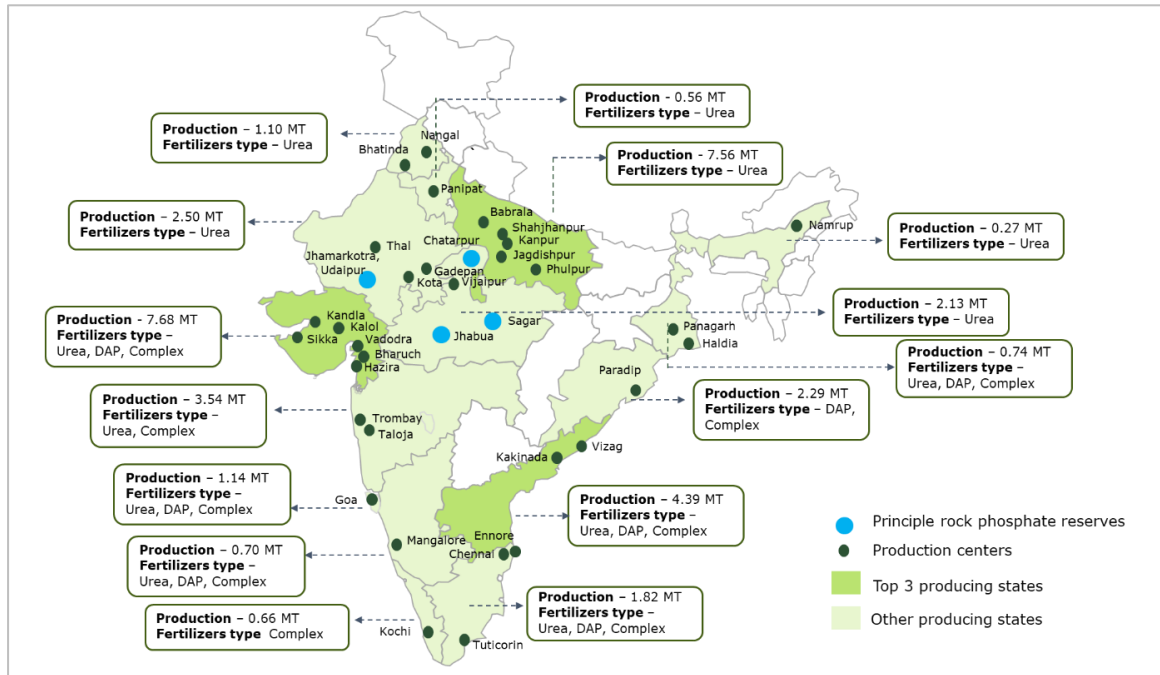 Production - 0.56 MT
Fertilizers type – Urea
Production – 1.10 MT
Fertilizers type – Urea
Nangal
Bhatinda
Production - 7.56 MT
Fertilizers type – Urea
Panipat
Production – 2.50 MT
Fertilizers type – Urea
Babrala
Shahjhanpur
Kanpur
Jagdishpur
Phulpur
Chatarpur
Namrup
Production – 0.27 MT
Fertilizers type – Urea
Thal
Jhamarkotra,
Udaipur
Gadepan
Kota
Vijaipur
Production – 7.68 MT
Fertilizers type –
Urea, DAP, Complex
Kandla
Kalol
Sikka
Vadodra
Bharuch
Hazira
Sagar
Jhabua
Production – 2.13 MT
Fertilizers type – Urea
Panagarh
Haldia
Production – 0.74 MT
Fertilizers type –
Urea, DAP, Complex
Paradip
Production – 2.29 MT
Fertilizers type – DAP,
Complex
Production – 3.54 MT
Fertilizers type –
Urea, Complex
Trombay
Taloja
Vizag
Kakinada
Production – 1.14 MT
Fertilizers type –
Urea, DAP, Complex
Goa
Production – 4.39 MT
Fertilizers type –
Urea, DAP, Complex
Production – 0.70 MT
Fertilizers type –
Urea, DAP, Complex
Mangalore
Ennore
Chennai
Production – 1.82 MT
Fertilizers type –
Urea, DAP, Complex
Production – 0.66 MT
Fertilizers type Complex
Kochi
Tuticorin
Principle rock phosphate reserves
Production centers
Top 3 producing states
Other producing states